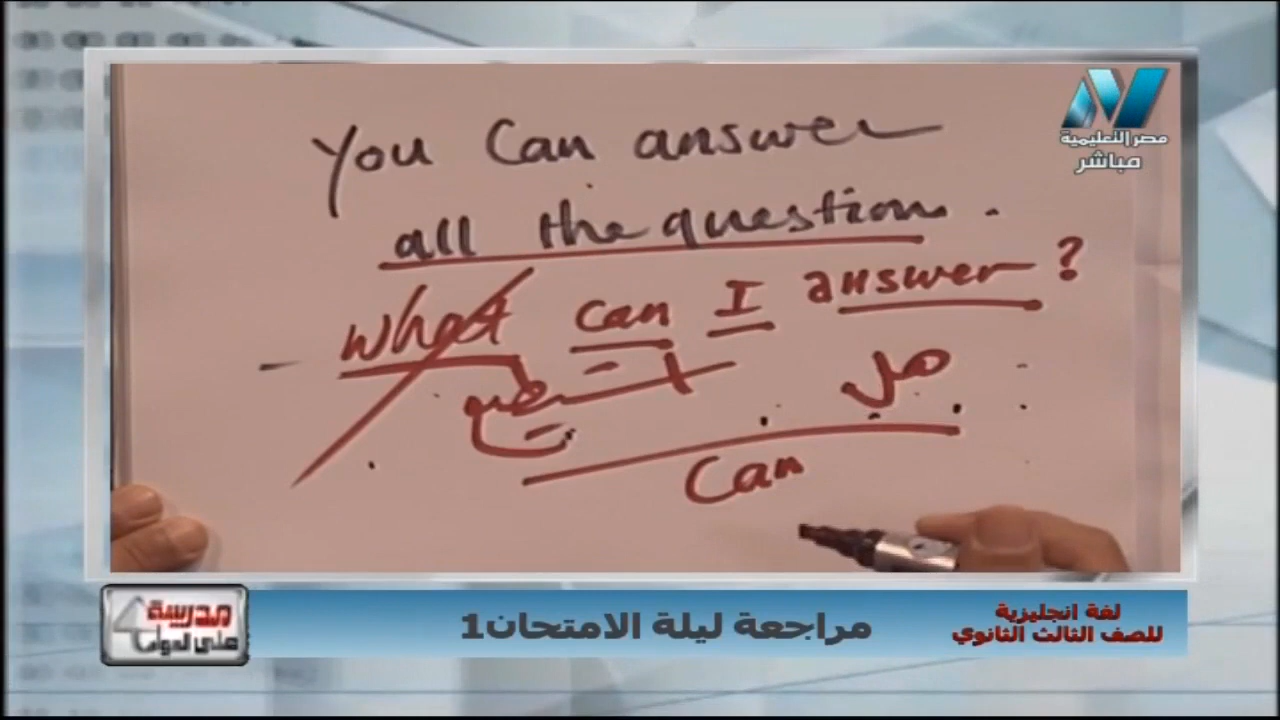 مصر التعليمية
مباشر
You Can answer
all the question.
What can I answer?
هل استطيع
Can
لغة انجليزية
للصف الثالث الثانوي
مراجعة ليلة الامتحان1
مدرسة
على الهواء